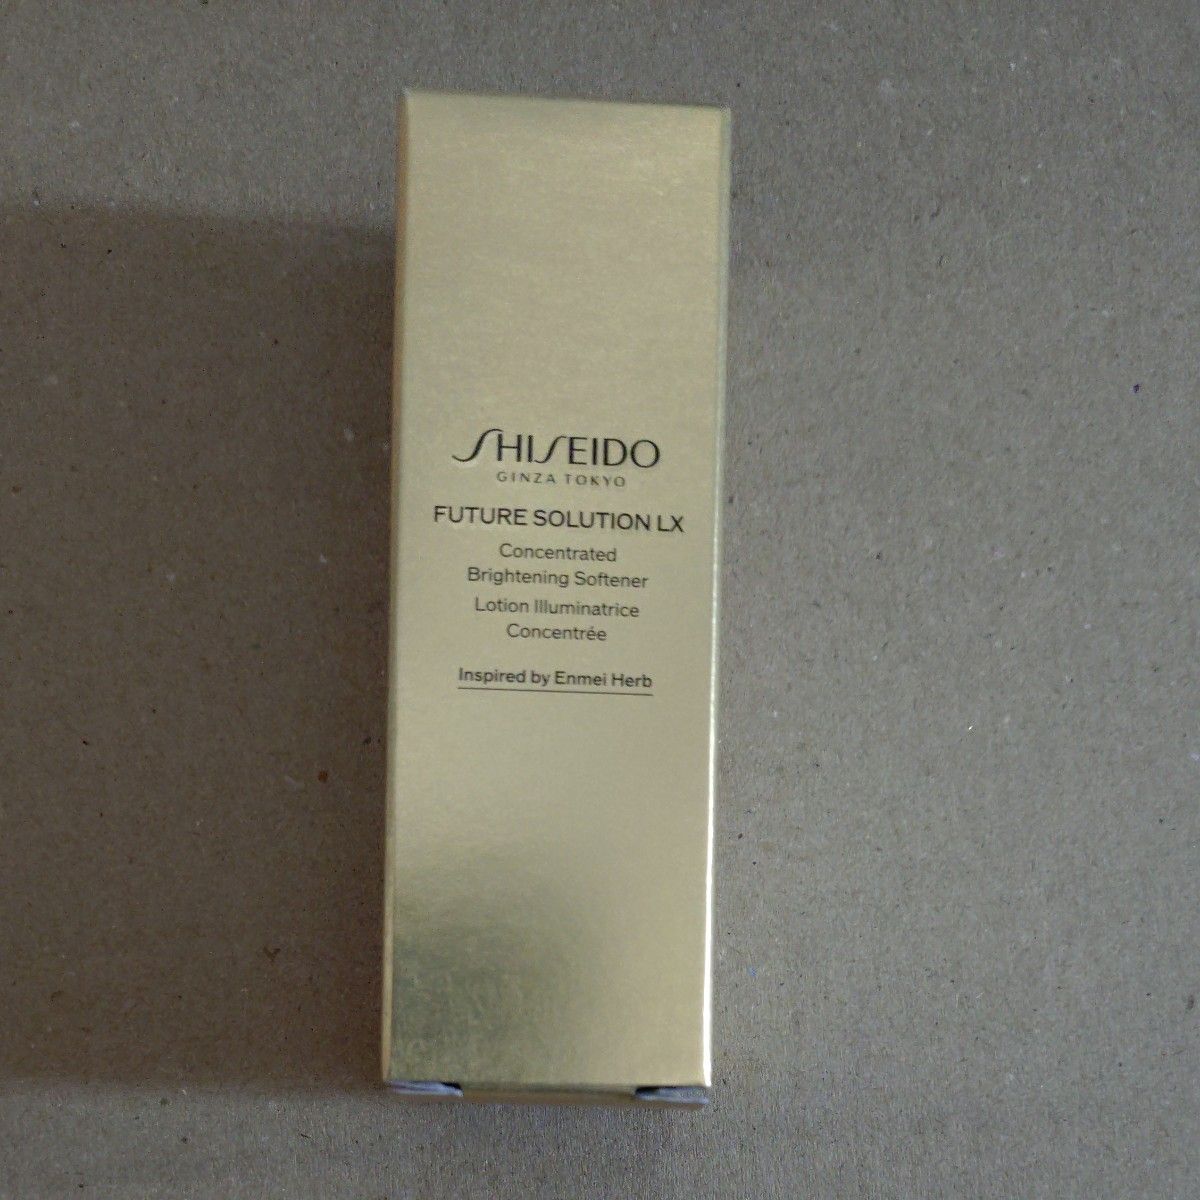 SHISEIDO
GINZA TOKYO
FUTURE SOLUTION LX
Concentrated
Brightening Softener
Lotion Illuminatrice
Concentrée
Inspired by Enmei Herb